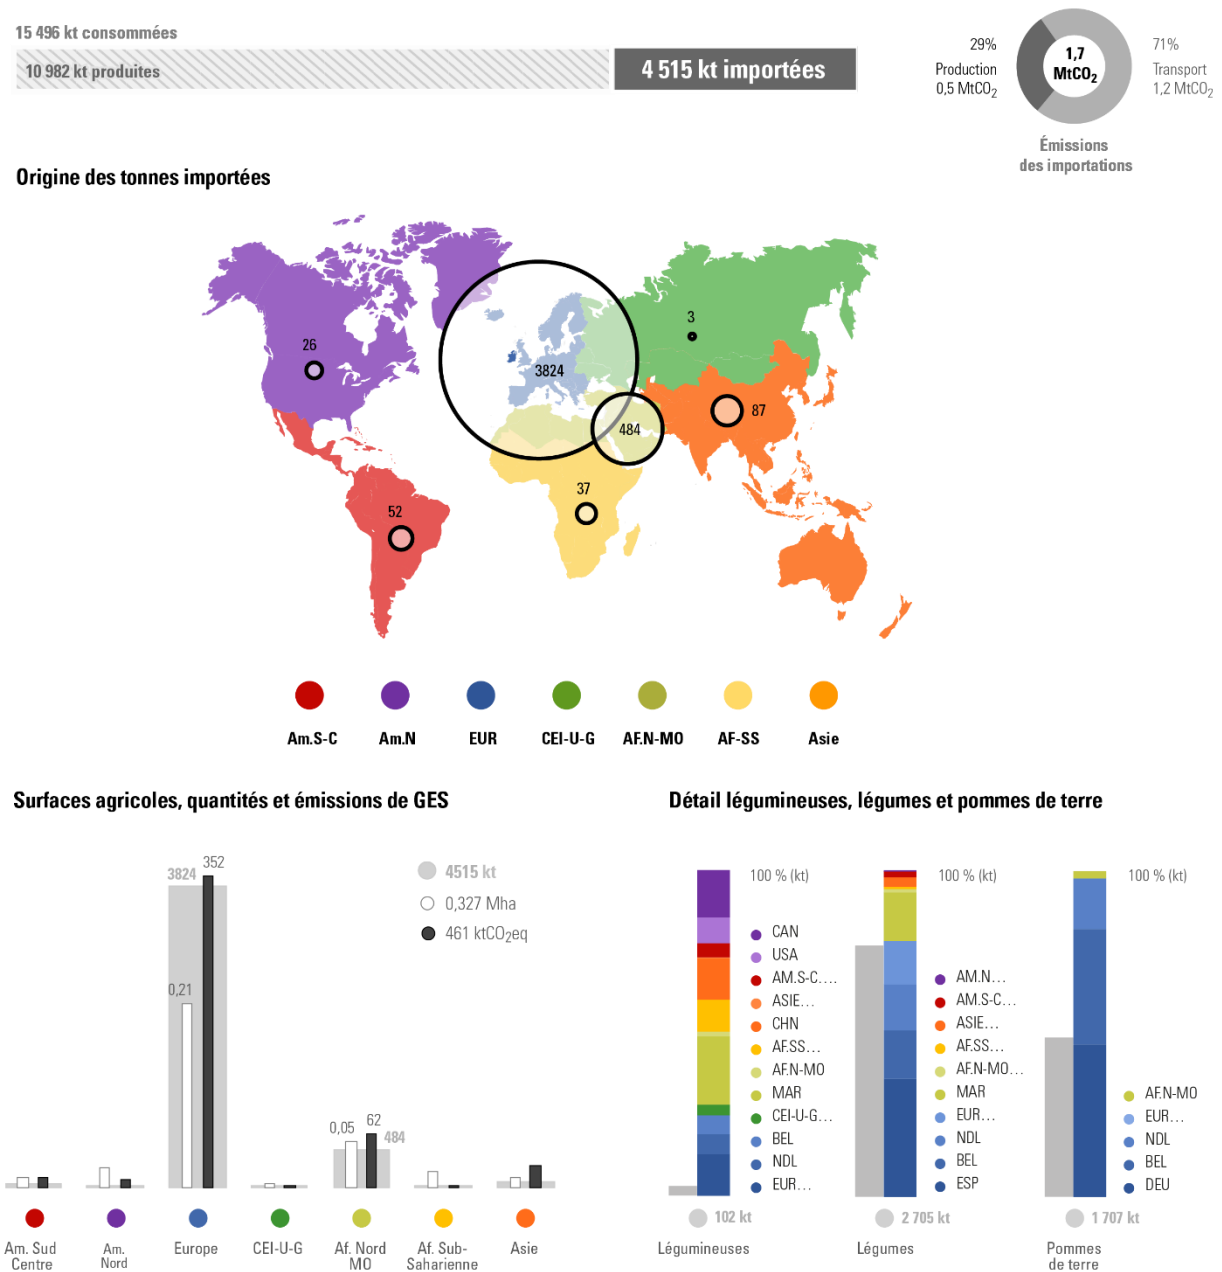 15 496 kt consommées
10 982 kt produites
4 515 kt importées
29%
Production
0,5 MtCO2
1,7
MtCO2
71%
Transport
1,2 MtCO2
Émissions
des importations
Origine des tonnes importées
26
3824
3
87
484
37
52
Am.S-C
Am.N
EUR
CEI-U-G
AF.N-MO
AF-SS
Asie
Surfaces agricoles, quantités et émissions de GES
3824
352
0,21
0,05
62
484
4515 kt
0,327 Mha
461 ktCO2eq
Am. Sud
Centre
Am.
Nord
Europe
CEI-U-G
Af. Nord
MO
Af. Sub-
Saharienne
Asie
Détail légumineuses, légumes et pommes de terre
100 % (kt)
CAN
USA
AM.S-C….
ASIE…
CHN
AF.SS…
AF.N-MO
MAR
CEI-U-G…
BEL
NDL
EUR…
102 kt
Légumineuses
100 % (kt)
AM.N…
AM.S-C…
ASIE…
AF.SS…
AF.N-MO…
MAR
EUR…
NDL
BEL
ESP
2 705 kt
Légumes
100 % (kt)
AF.N-MO
EUR…
NDL
BEL
DEU
1 707 kt
Pommes
de terre